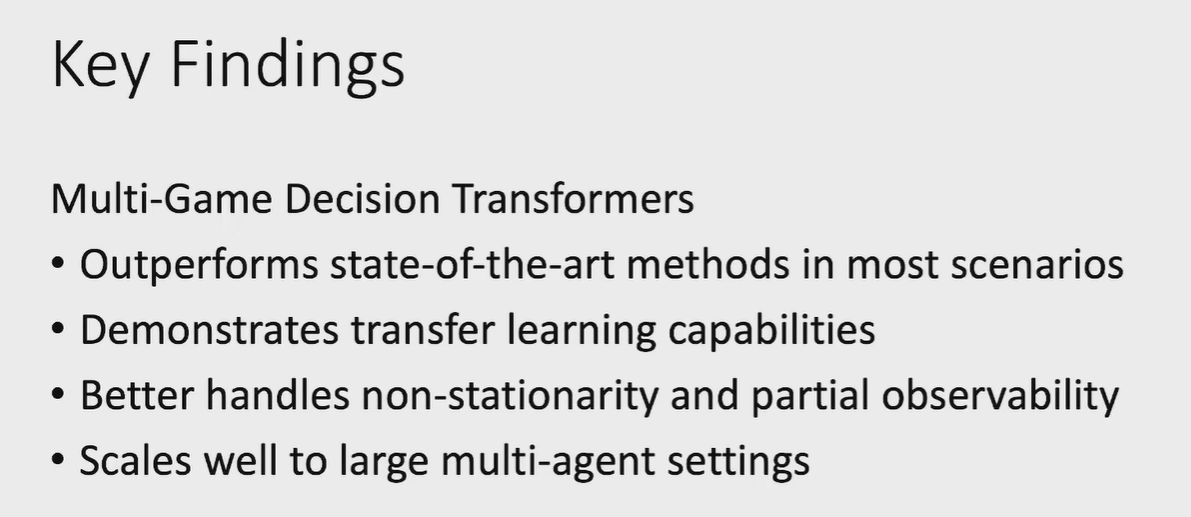 Key Findings
Multi-Game Decision Transformers
• Outperforms state-of-the-art methods in most scenarios
• Demonstrates transfer learning capabilities
• Better handles non-stationarity and partial observability
• Scales well to large multi-agent settings